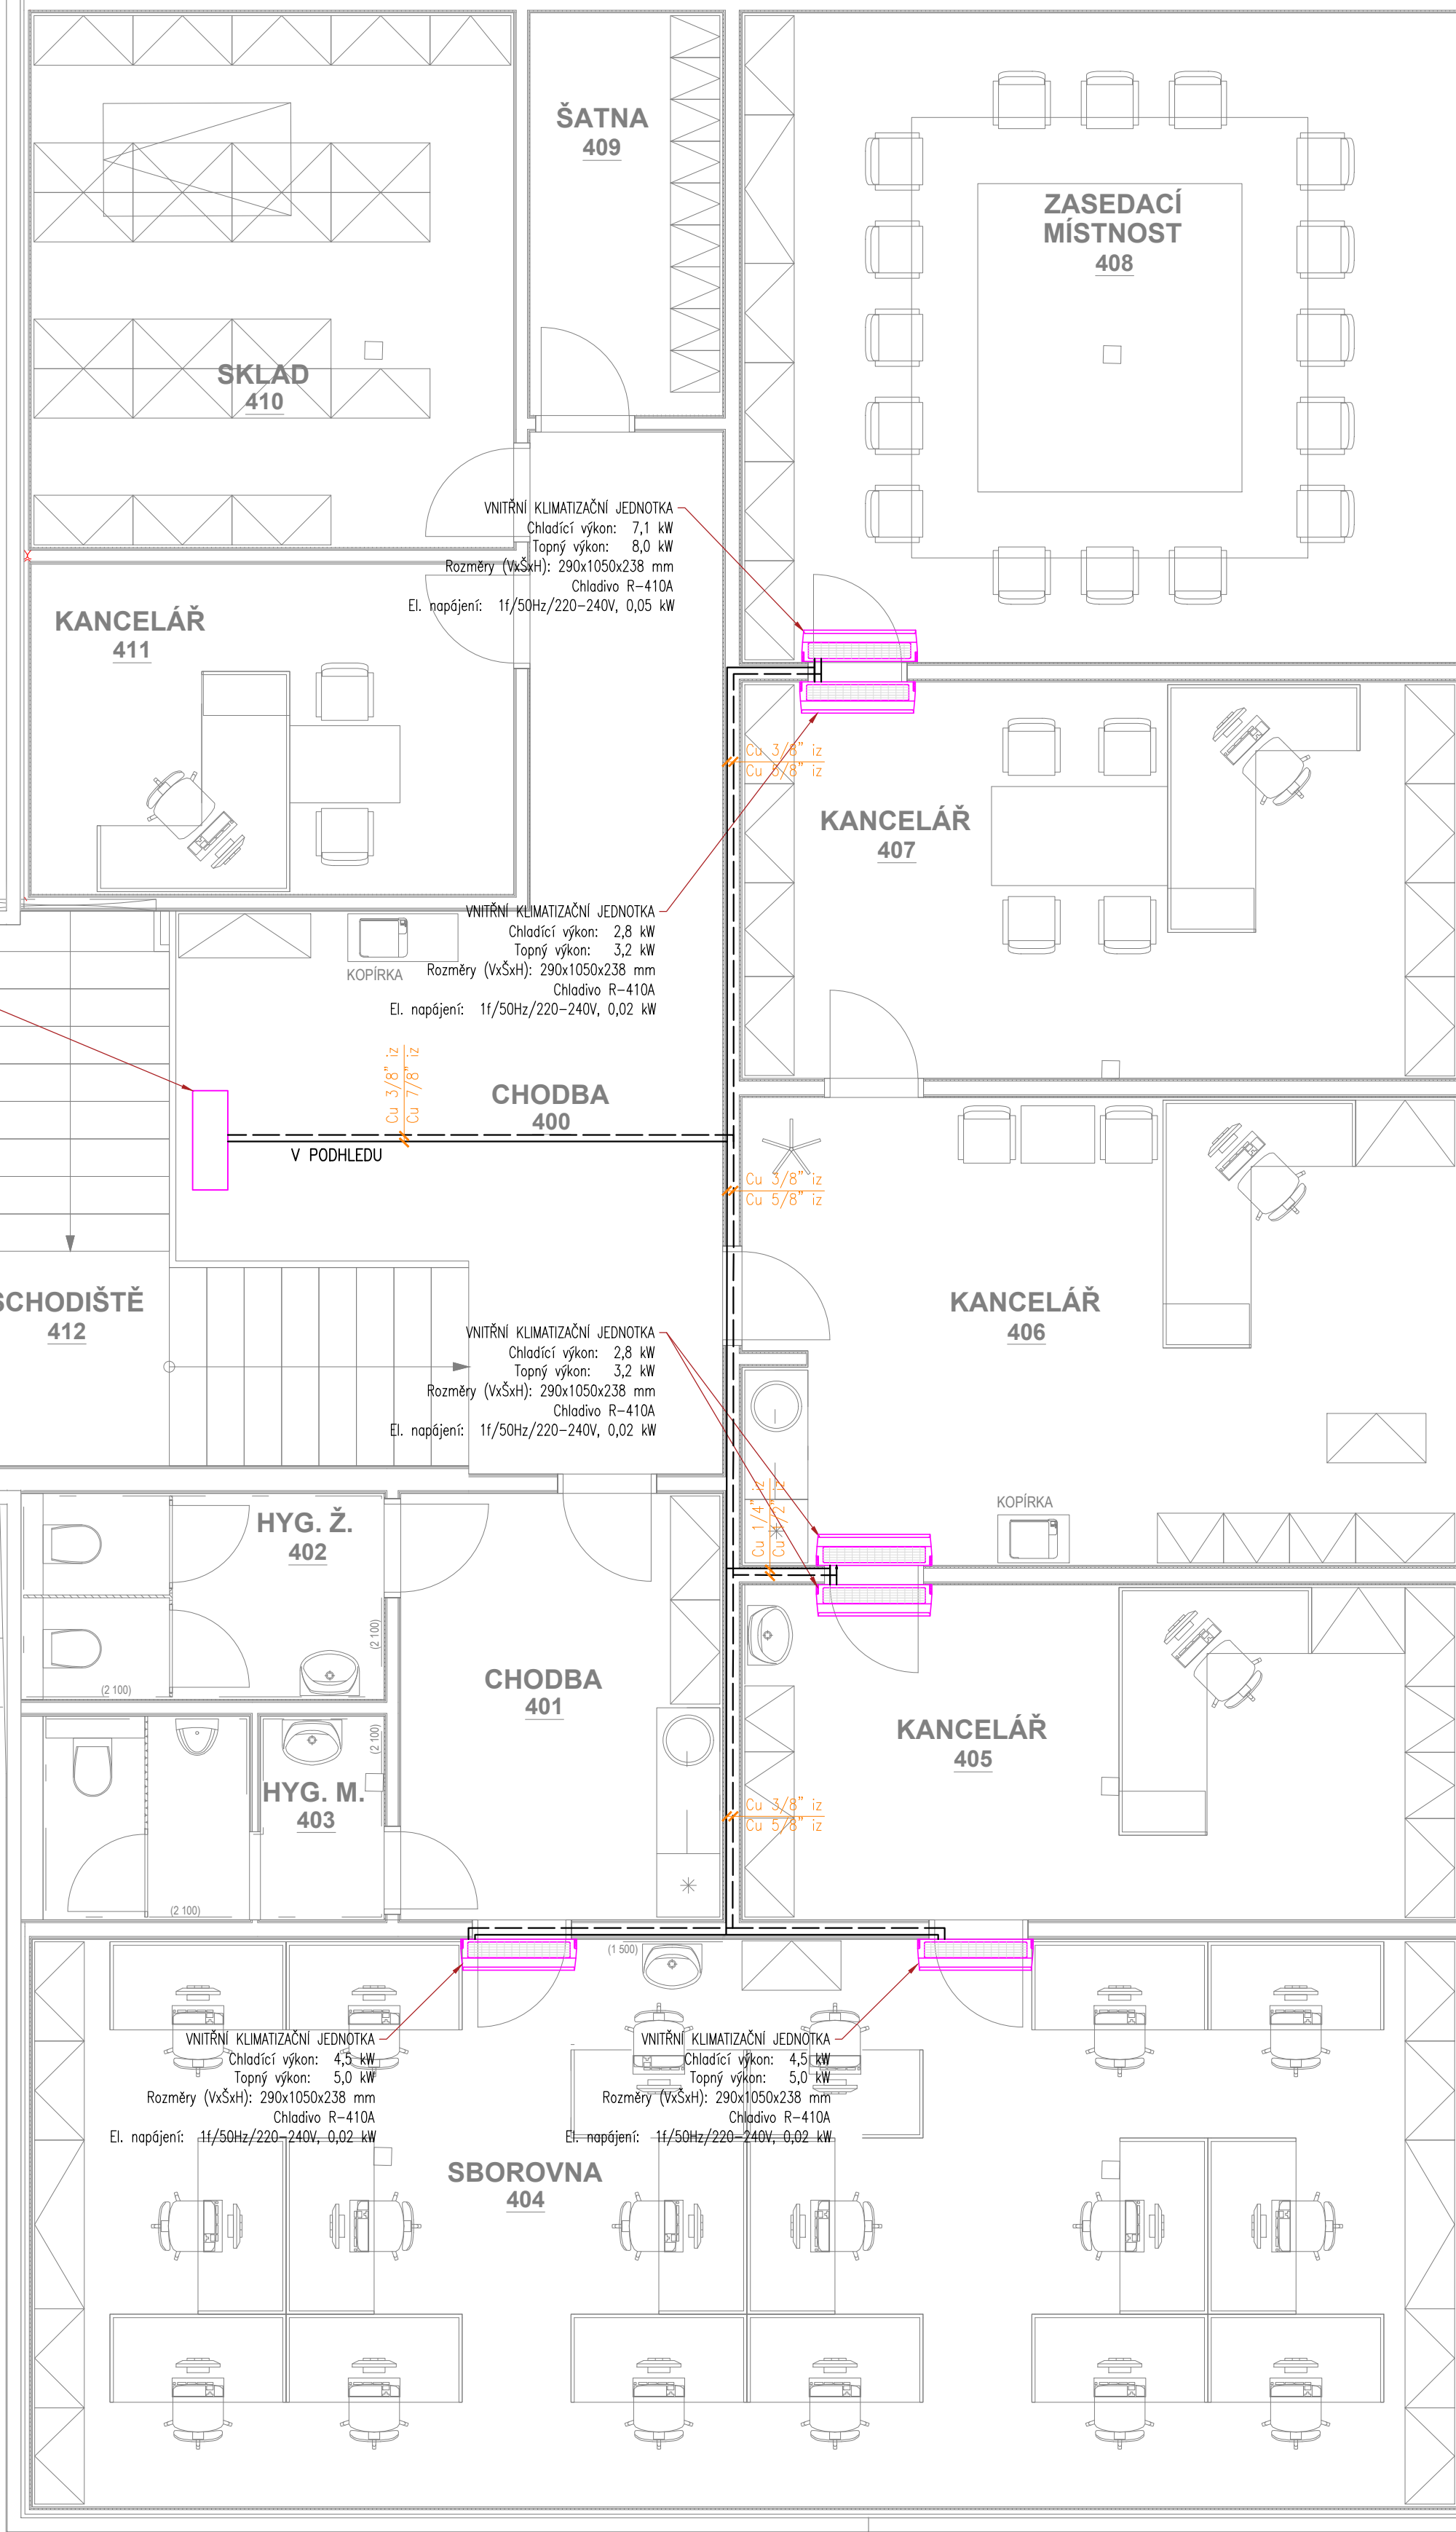 ŠATNA
409
ZASEDACÍ
MÍSTNOST
408
SKLAD
410
VNITŘNÍ KLIMATIZAČNÍ JEDNOTKA
Chladící výkon: 7,1 kW
Topný výkon: 8,0 kW
Rozměry (VxŠxH): 290x1050x238 mm
Chladivo R-410A
El. napájení: 1f/50Hz/220-240V, 0,05 kW
KANCELÁŘ
411
Cu 3/8" iz
Cu 5/8" iz
KANCELÁŘ
407
VNITŘNÍ KLIMATIZAČNÍ JEDNOTKA
Chladící výkon: 2,8 kW
Topný výkon: 3,2 kW
Rozměry (VxŠxH): 290x1050x238 mm
Chladivo R-410A
El. napájení: 1f/50Hz/220-240V, 0,02 kW
KOPÍRKA
Cu 3/8" iz
Cu 7/8" iz
CHODBA
400
V PODHLEDU
Cu 3/8" iz
Cu 5/8" iz
SCHODIŠTĚ
412
KANCELÁŘ
406
VNITŘNÍ KLIMATIZAČNÍ JEDNOTKA
Chladící výkon: 2,8 kW
Topný výkon: 3,2 kW
Rozměry (VxŠxH): 290x1050x238 mm
Chladivo R-410A
El. napájení: 1f/50Hz/220-240V, 0,02 kW
Cu 1/4" iz
Cu 1/2" iz
KOPÍRKA
HYG. Ž.
402
(2 100)
(2 100)
CHODBA
401
KANCELÁŘ
405
HYG. M.
403
(2 100)
(2 100)
Cu 3/8" iz
Cu 5/8" iz
(1 500)
VNITŘNÍ KLIMATIZAČNÍ JEDNOTKA
Chladící výkon: 4,5 kW
Topný výkon: 5,0 kW
Rozměry (VxŠxH): 290x1050x238 mm
Chladivo R-410A
El. napájení: 1f/50Hz/220-240V, 0,02 kW
VNITŘNÍ KLIMATIZAČNÍ JEDNOTKA
Chladící výkon: 4,5 kW
Topný výkon: 5,0 kW
Rozměry (VxŠxH): 290x1050x238 mm
Chladivo R-410A
El. napájení: 1f/50Hz/220-240V, 0,02 kW
SBOROVNA
404